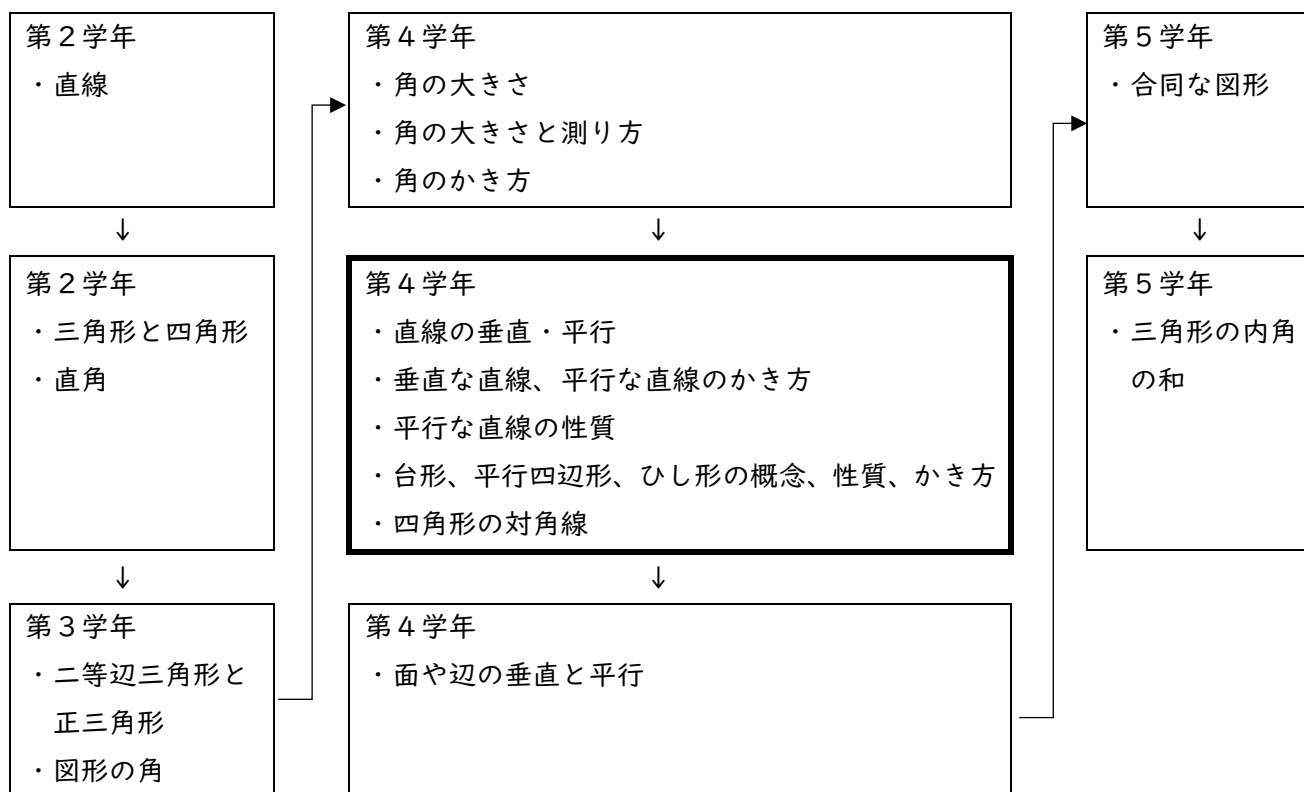 第２学年
・直線
↓
第２学年
・三角形と四角形
・直角
↓
第３学年
・二等辺三角形と
正三角形
・図形の角
第４学年
・角の大きさ
・角の大きさと測り方
・角のかき方
↓
第４学年
・直線の垂直・平行
・垂直な直線、平行な直線のかき方
・平行な直線の性質
・台形、平行四辺形、ひし形の概念、性質、かき方
・四角形の対角線
↓
第４学年
・面や辺の垂直と平行
第５学年
・合同な図形
↓
第５学年
・三角形の内角
の和